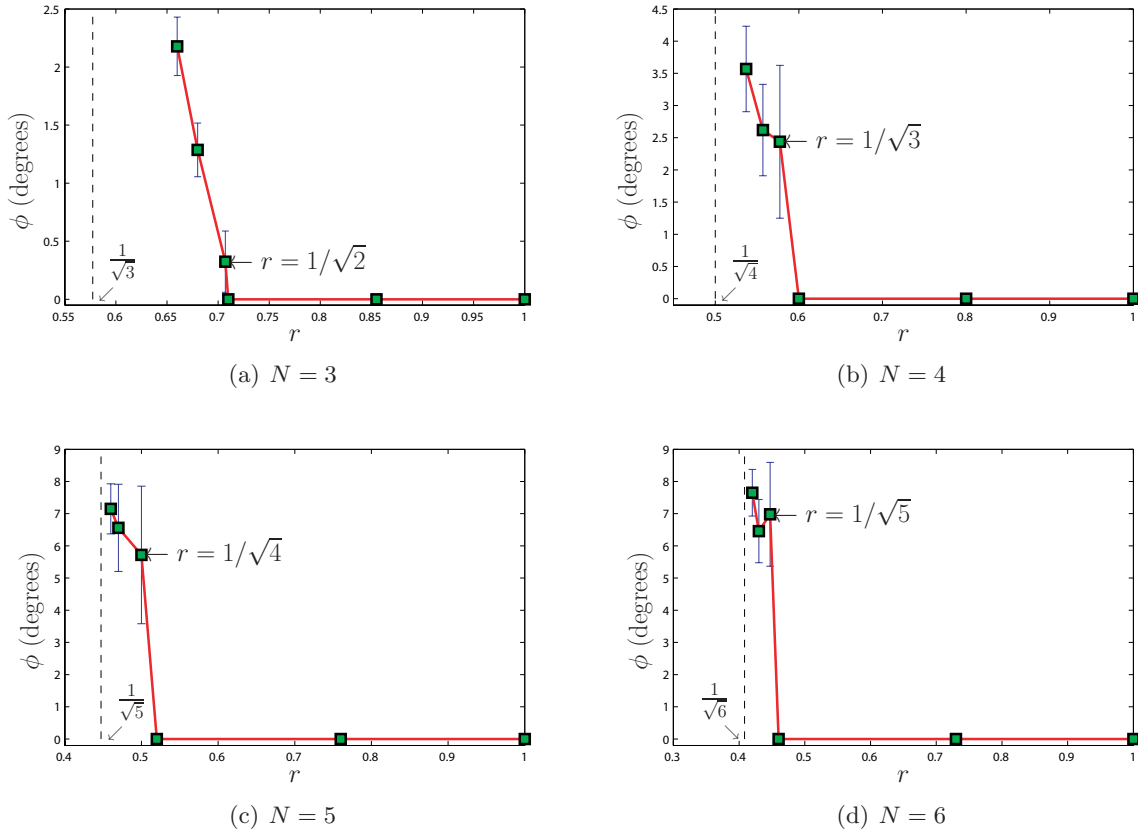 2.5
2
1.5
1
0.5
0
0.55 0.6 0.65 0.7 0.75 0.8 0.85 0.9 0.95 1
ϕ (degrees)
r
1/√3
r = 1/√2
(a) N = 3
4.5
4
3.5
3
2.5
2
1.5
1
0.5
0
0.5 0.6 0.7 0.8 0.9 1
ϕ (degrees)
r
1/√4
r = 1/√3
(b) N = 4
9
8
7
6
5
4
3
2
1
0
0.4 0.5 0.6 0.7 0.8 0.9 1
ϕ (degrees)
r
1/√5
r = 1/√4
(c) N = 5
9
8
7
6
5
4
3
2
1
0
0.3 0.4 0.5 0.6 0.7 0.8 0.9 1
ϕ (degrees)
r
1/√6
r = 1/√5
(d) N = 6